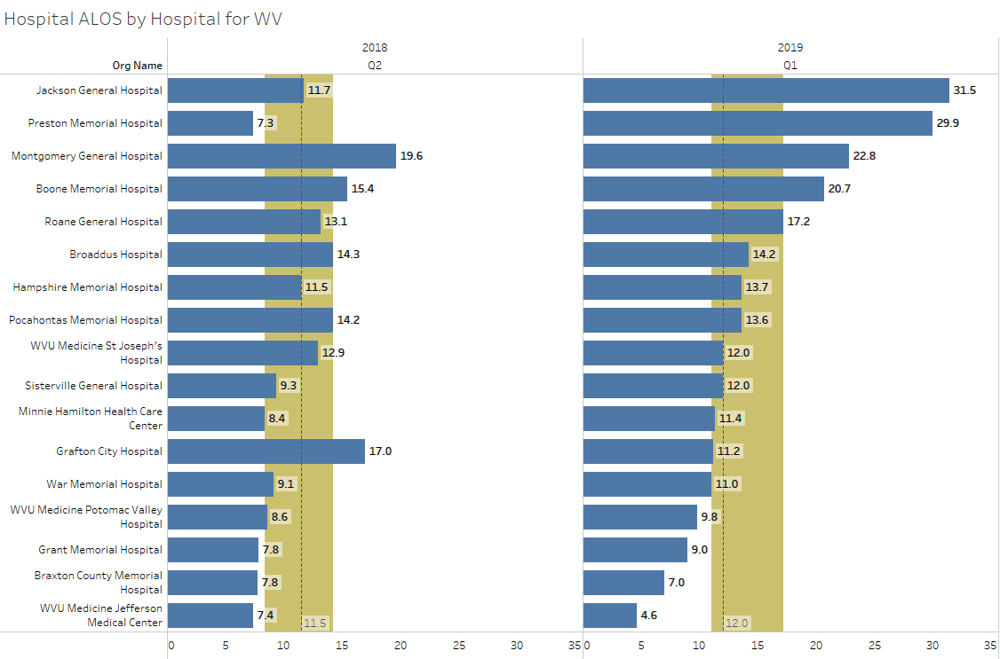 Hospital ALOS by Hospital for WV
2018
2019
Org Name
Q2
Q1
Jackson General Hospital
11.7
31.5
Preston Memorial Hospital
7.3
29.9
Montgomery General Hospital
19.6
22.8
Boone Memorial Hospital
15.4
20.7
Roane General Hospital
13.1
17.2
Broaddus Hospital
14.3
14.2
Hampshire Memorial Hospital
11.5
13.7
Pocahontas Memorial Hospital
14.2
13.6
WVU Medicine St Joseph's
Hospital
12.9
12.0
Sisterville General Hospital
9.3
12.0
Minnie Hamilton Health Care
Center
8.4
11.4
Grafton City Hospital
17.0
11.2
War Memorial Hospital
9.1
11.0
WVU Medicine Potomac Valley
Hospital
8.6
9.8
Grant Memorial Hospital
7.8
9.0
Braxton County Memorial
Hospital
7.8
7.0
WVU Medicine Jefferson
Medical Center
7.4
11.5
4.6
12.0
0 5 10 15 20 25 30 35
0 5 10 15 20 25 30 35